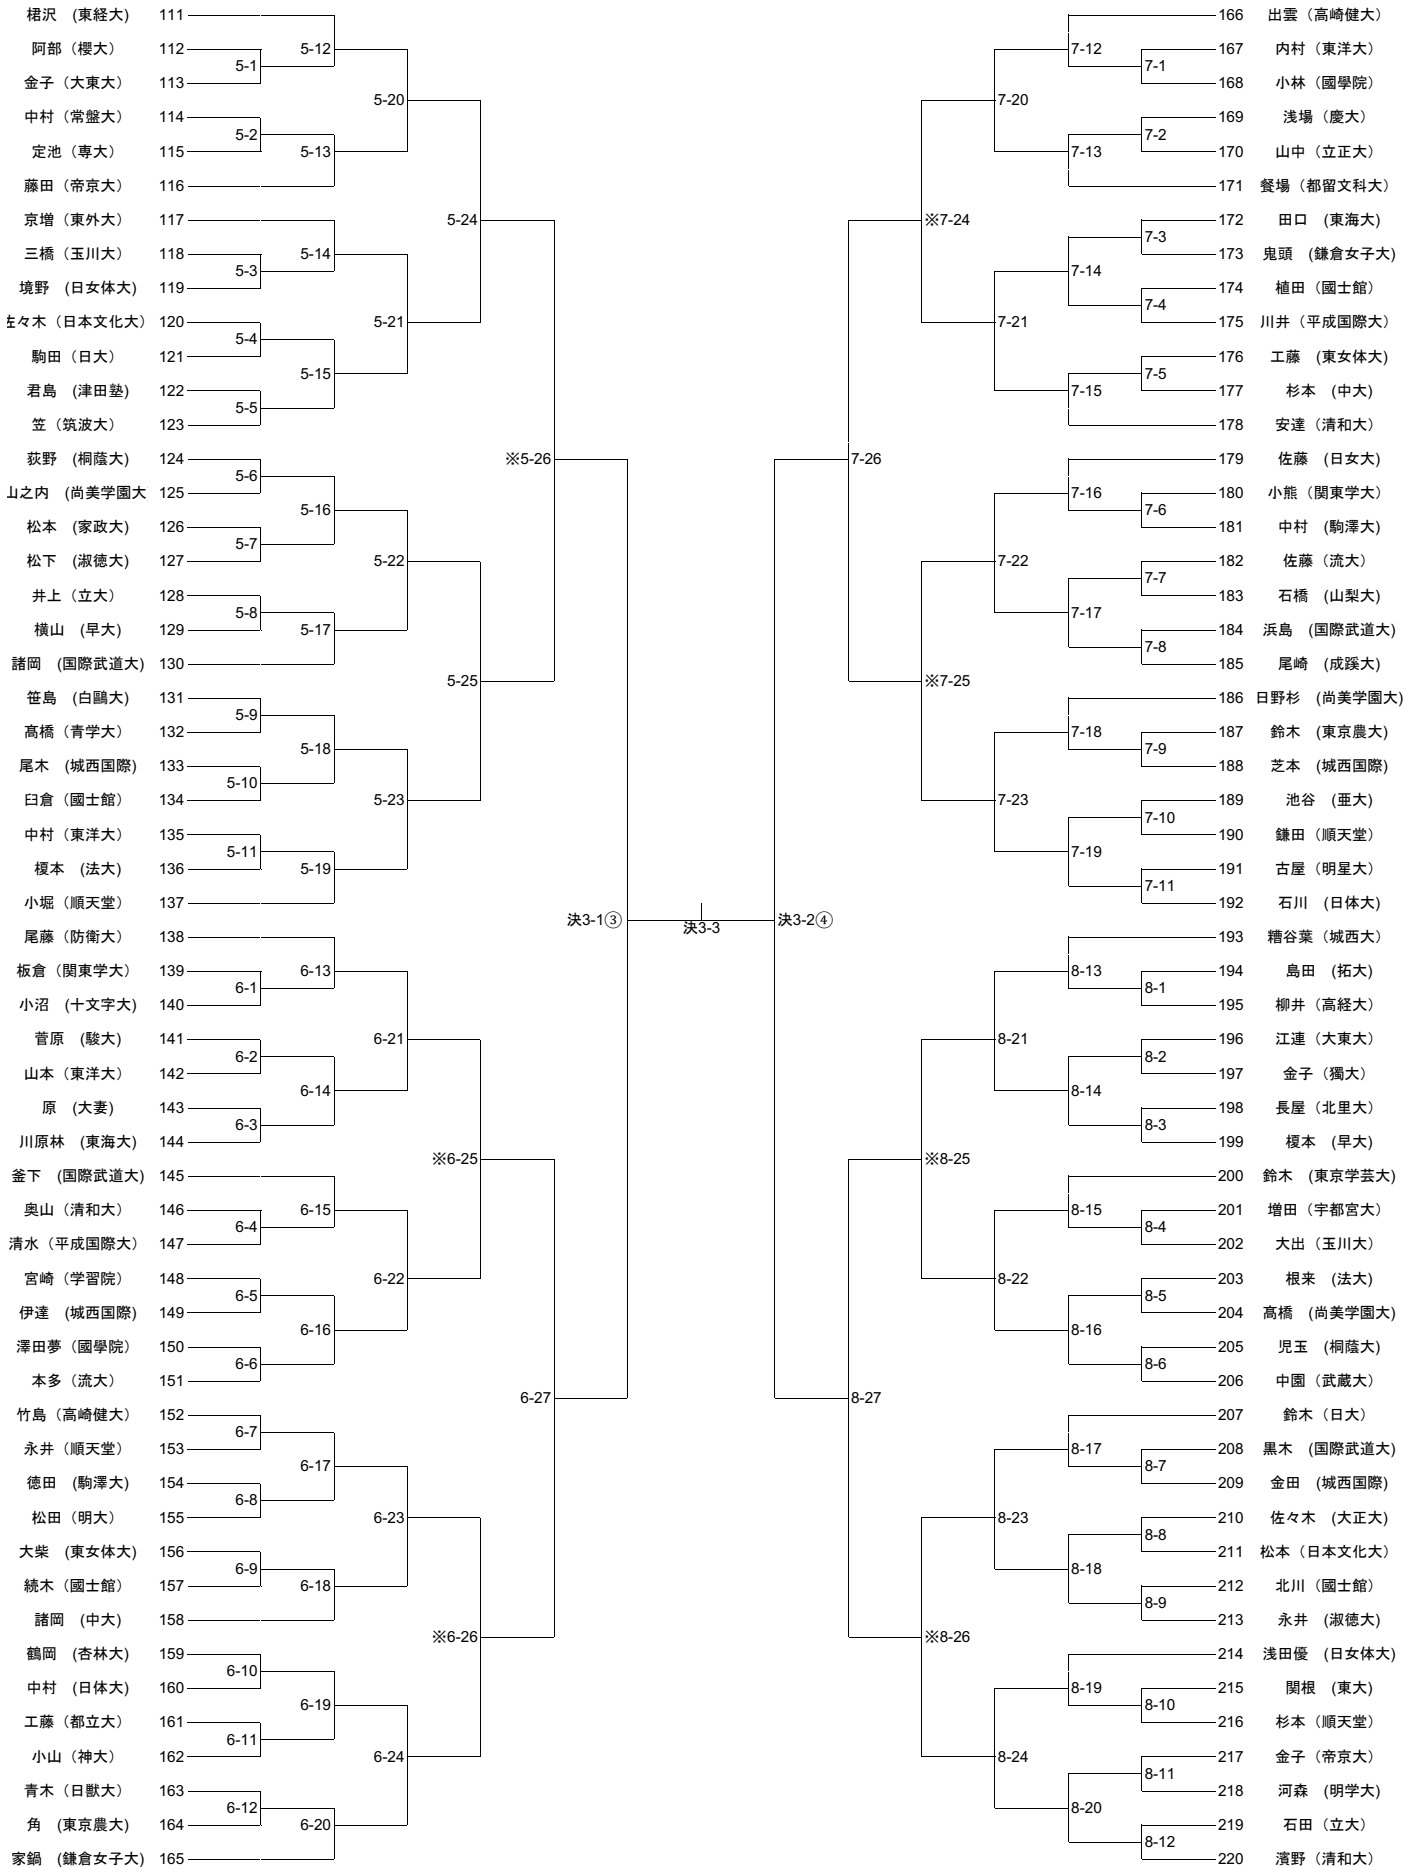 桾沢 (東経大) 111
阿部（櫻大） 112
金子（大東大） 113
中村（常盤大） 114
定池（専大） 115
藤田（帝京大） 116
京増（東外大） 117
三橋（玉川大） 118
境野 (日女体大) 119
佐々木（日本文化大） 120
駒田（日大） 121
君島 (津田塾) 122
笠（筑波大） 123
荻野 (桐蔭大) 124
山之内 (尚美学園大 125
松本 (家政大) 126
松下 (淑徳大) 127
井上（立大） 128
横山 (早大) 129
諸岡 (国際武道大) 130
笹島 (白鷗大) 131
髙橋（青学大） 132
尾木 (城西国際) 133
臼倉（國士館） 134
中村（東洋大） 135
榎本 (法大) 136
小堀（順天堂） 137
尾藤（防衛大） 138
板倉（関東学大） 139
小沼 (十文字大) 140
菅原 (駿大) 141
山本（東洋大） 142
原 (大妻) 143
川原林 (東海大) 144
釜下 (国際武道大) 145
奥山（清和大） 146
清水（平成国際大） 147
宮崎（学習院） 148
伊達 (城西国際) 149
澤田夢（國學院） 150
本多（流大） 151
竹島（高崎健大） 152
永井（順天堂） 153
徳田 (駒澤大) 154
松田（明大） 155
大柴 (東女体大) 156
続木（國士館） 157
諸岡 (中大) 158
鶴岡 (杏林大) 159
中村 (日体大) 160
工藤（都立大） 161
小山（神大） 162
青木（日獣大） 163
角 (東京農大) 164
家鍋 (鎌倉女子大) 165
5-1
5-2
5-3
5-4
5-5
5-6
5-7
5-8
5-9
5-10
5-11
5-12
5-13
5-14
5-15
5-16
5-17
5-18
5-19
5-20
5-21
5-22
5-23
5-24
5-25
※5-26
6-1
6-2
6-3
6-4
6-5
6-6
6-7
6-8
6-9
6-10
6-11
6-12
6-13
6-14
6-15
6-16
6-17
6-18
6-19
6-20
6-21
6-22
6-23
6-24
※6-25
※6-26
6-27
決3-1③
決3-3
決3-2④
7-26
8-27
※7-24
※7-25
※8-25
※8-26
7-20
7-21
7-22
7-23
8-21
8-22
8-23
8-24
7-12
7-13
7-14
7-15
7-16
7-17
7-18
7-19
8-13
8-14
8-15
8-16
8-17
8-18
8-19
8-20
7-1
7-2
7-3
7-4
7-5
7-6
7-7
7-8
7-9
7-10
7-11
8-1
8-2
8-3
8-4
8-5
8-6
8-7
8-8
8-9
8-10
8-11
8-12
166 出雲（高崎健大）
167 内村（東洋大）
168 小林（國學院）
169 浅場（慶大）
170 山中（立正大）
171 餐場（都留文科大）
172 田口 (東海大)
173 鬼頭 (鎌倉女子大)
174 植田（國士館）
175 川井（平成国際大）
176 工藤 (東女体大)
177 杉本 (中大)
178 安達（清和大）
179 佐藤 (日女大)
180 小熊（関東学大）
181 中村 (駒澤大)
182 佐藤（流大）
183 石橋 (山梨大)
184 浜島 (国際武道大)
185 尾崎 (成蹊大)
186 日野杉 (尚美学園大)
187 鈴木 (東京農大)
188 芝本 (城西国際)
189 池谷 (亜大)
190 鎌田（順天堂）
191 古屋（明星大）
192 石川 (日体大)
193 糟谷葉（城西大）
194 島田 (拓大)
195 柳井（高経大）
196 江連（大東大）
197 金子（獨大）
198 長屋（北里大）
199 榎本 (早大)
200 鈴木 (東京学芸大)
201 増田（宇都宮大）
202 大出（玉川大）
203 根来 (法大)
204 髙橋 (尚美学園大)
205 児玉 (桐蔭大)
206 中園（武蔵大）
207 鈴木（日大）
208 黒木 (国際武道大)
209 金田 (城西国際)
210 佐々木 (大正大)
211 松本（日本文化大）
212 北川（國士館）
213 永井 (淑徳大)
214 浅田優 (日女体大)
215 関根 (東大)
216 杉本（順天堂）
217 金子（帝京大）
218 河森 (明学大)
219 石田（立大）
220 濱野（清和大）